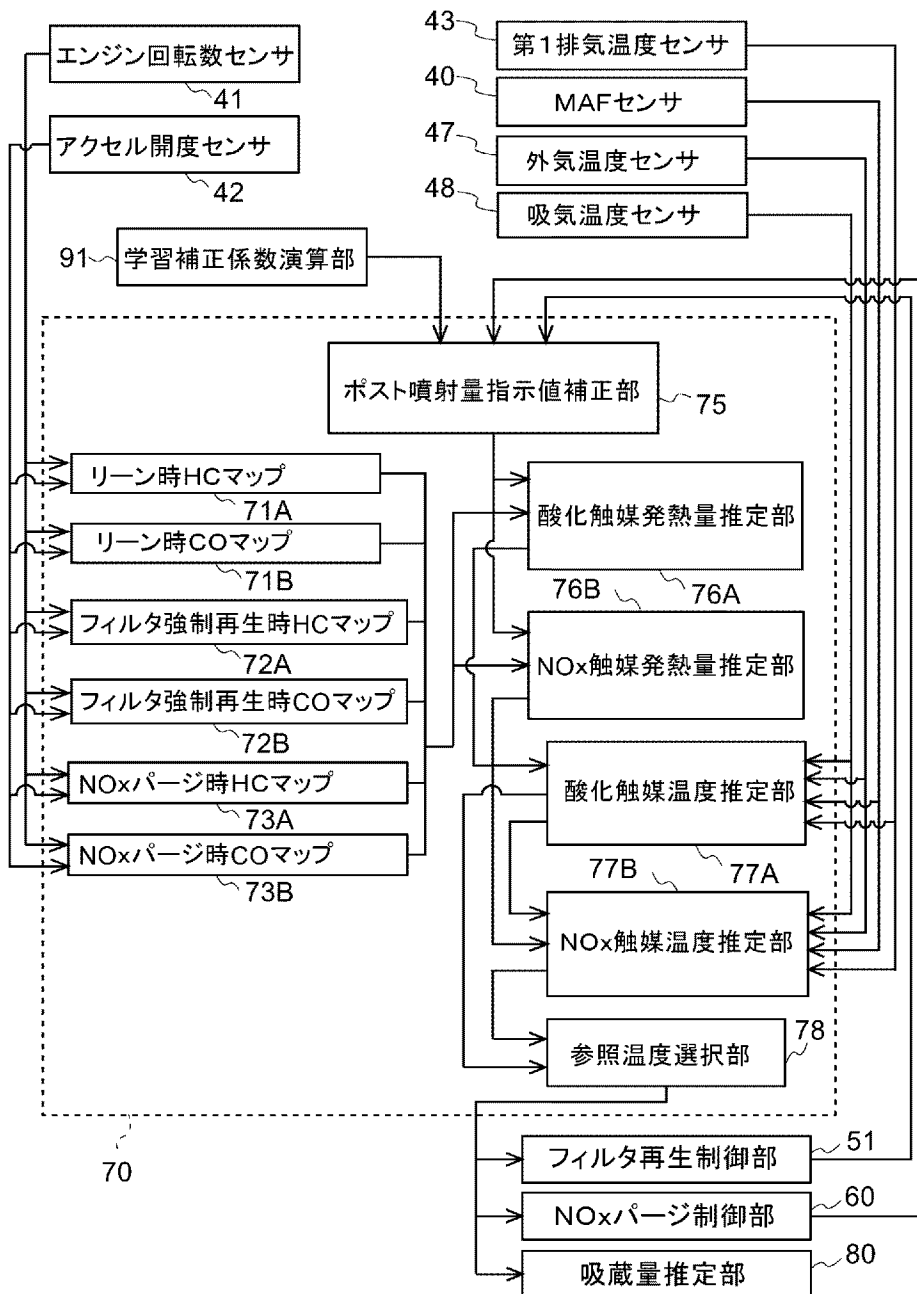 エンジン回転数センサ
41
アクセル開度センサ
42
43
第1排気温度センサ
40
MAFセンサ
47
外気温度センサ
48
吸気温度センサ
91
学習補正係数演算部
ポスト噴射量指示値補正部
75
リーン時HCマップ
71A
リーン時COマップ
71B
フィルタ強制再生時HCマップ
72A
フィルタ強制再生時COマップ
72B
NOxパージ時HCマップ
73A
NOxパージ時COマップ
73B
酸化触媒発熱量推定部
76A
76B
NOx触媒発熱量推定部
酸化触媒温度推定部
77A
77B
NOx触媒温度推定部
参照温度選択部
78
70
フィルタ再生制御部
51
NOxパージ制御部
60
吸蔵量推定部
80